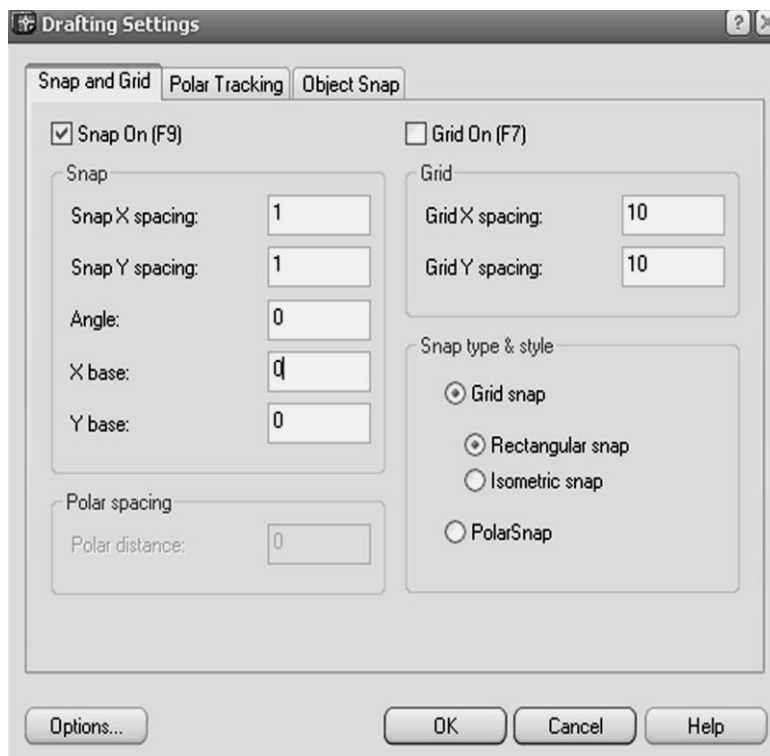 Drafting Settings
?
Snap and Grid Polar Tracking Object Snap
Snap On (F9)
Snap
Snap X spacing: 1
Snap Y spacing: 1
Angle: 0
X base: 0
Y base: 0
Polar spacing
Polar distance: 0
Grid On (F7)
Grid
Grid X spacing: 10
Grid Y spacing: 10
Snap type & style
Grid snap
Rectangular snap
Isometric snap
PolarSnap
Options... OK Cancel Help